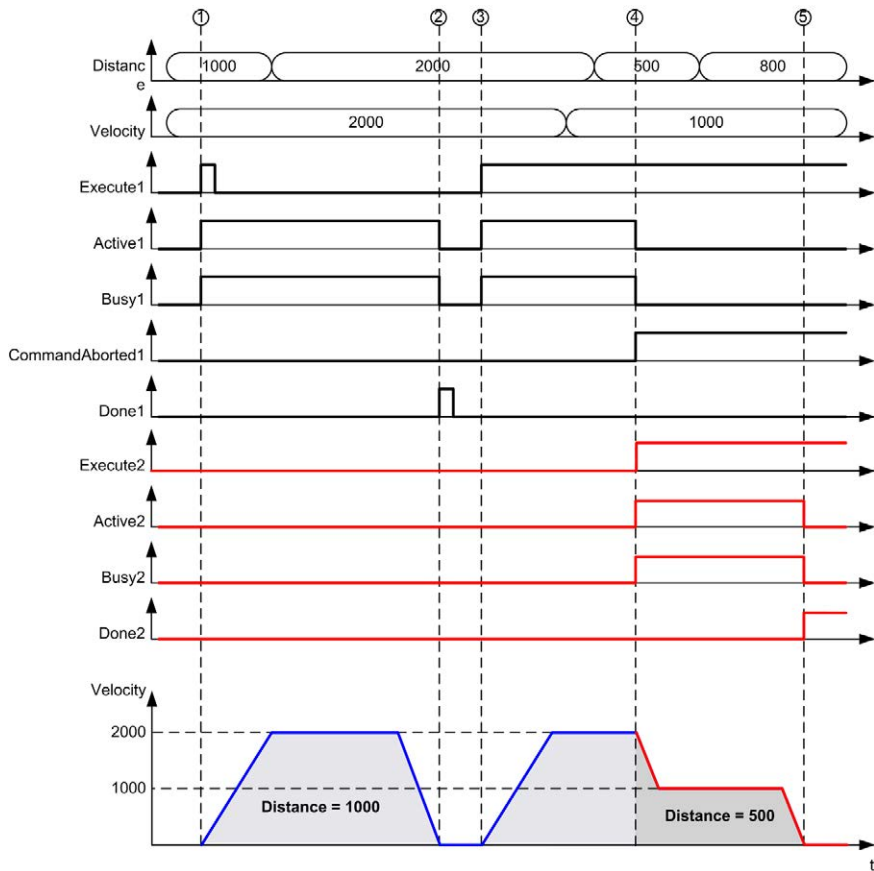 1 2 3 4 5
Distanc
e
1000 2000 500 800
Velocity
2000 1000
Execute1
Active1
Busy1
CommandAborted1
Done1
Execute2
Active2
Busy2
Done2
Velocity
2000
1000
Distance = 1000
Distance = 500
t